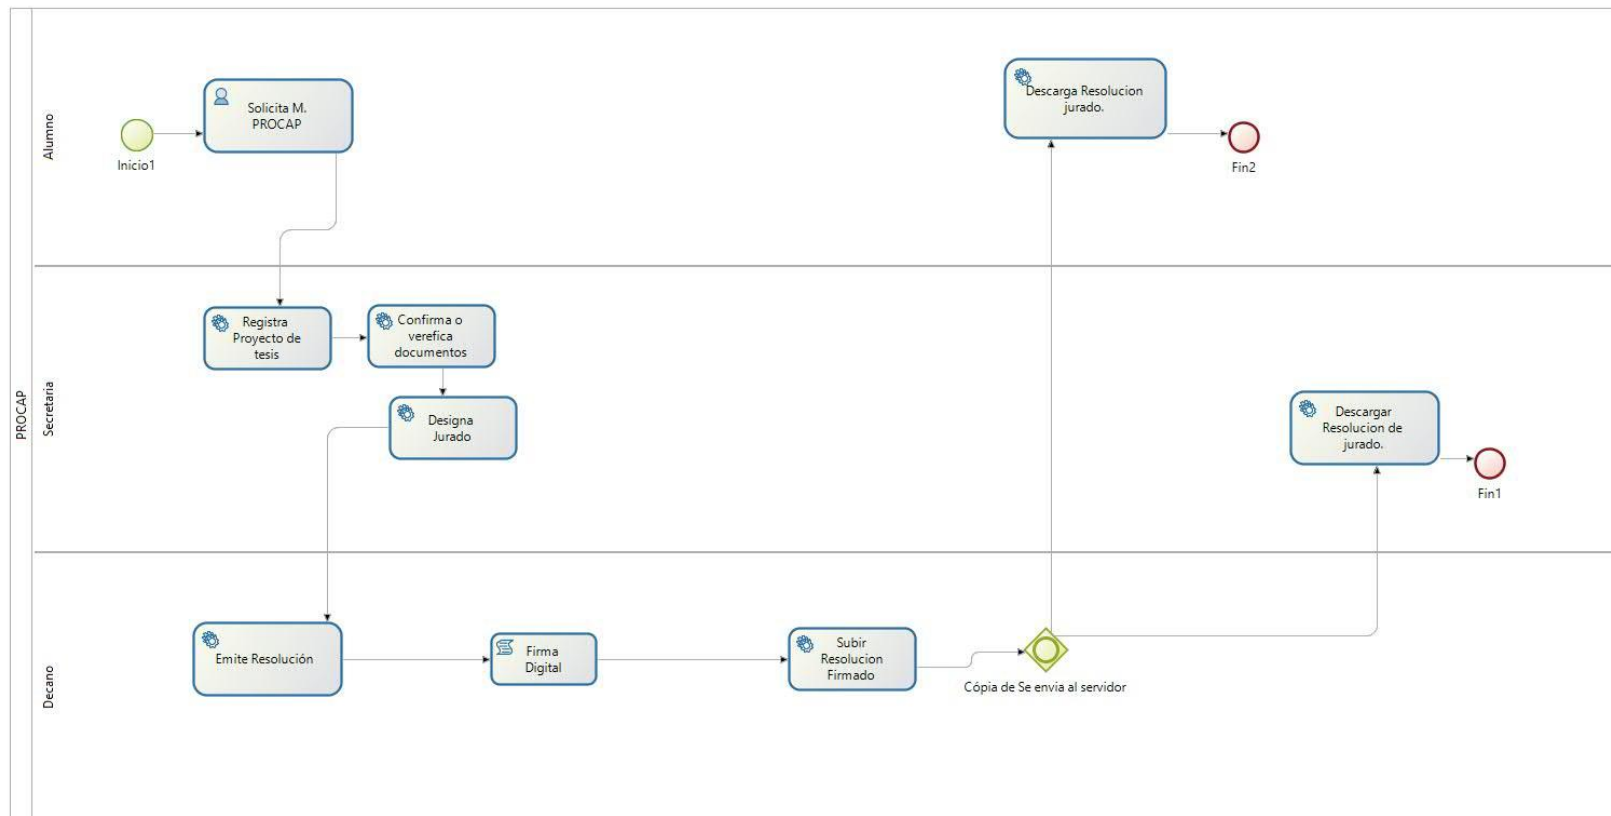 PROCAP
Alumno
Inicio1
Solicita M.
PROCAP
Descarga Resolucion
jurado.
Fin2
Secretaria
Registra
Proyecto de
tesis
Confirma o
verefica
documentos
Designa
Jurado
Descargar
Resolucion de
jurado.
Fin1
Decano
Emite Resolución
Firma
Digital
Subir
Resolucion
Firmado
Cópia de Se envia al servidor